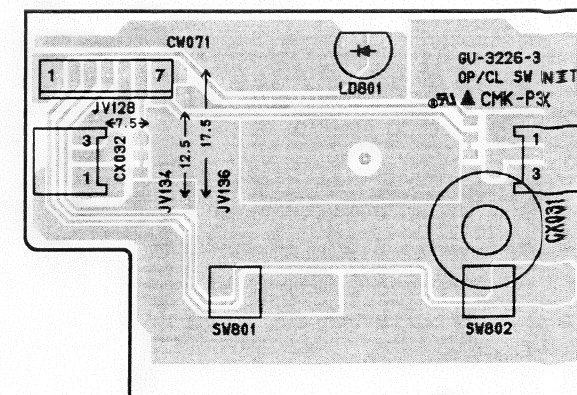 CW071
GU-3226-3
OP/CL SW INIT
1 7
LD801
CMK-P3X
JV128
7.5
3
1
CX032
12.5
17.5
JV134
JV136
1
3
CX031
SW801
SW802